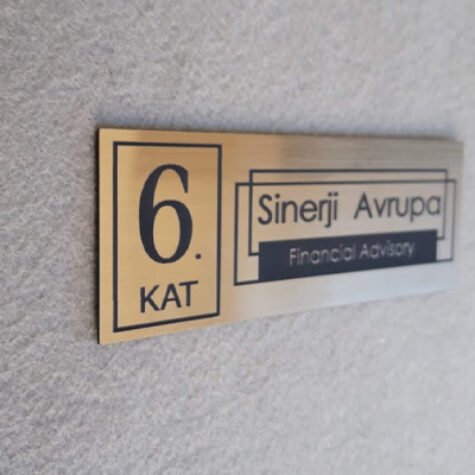 6.
KAT
Sinerji Avrupa
Financial Advisory